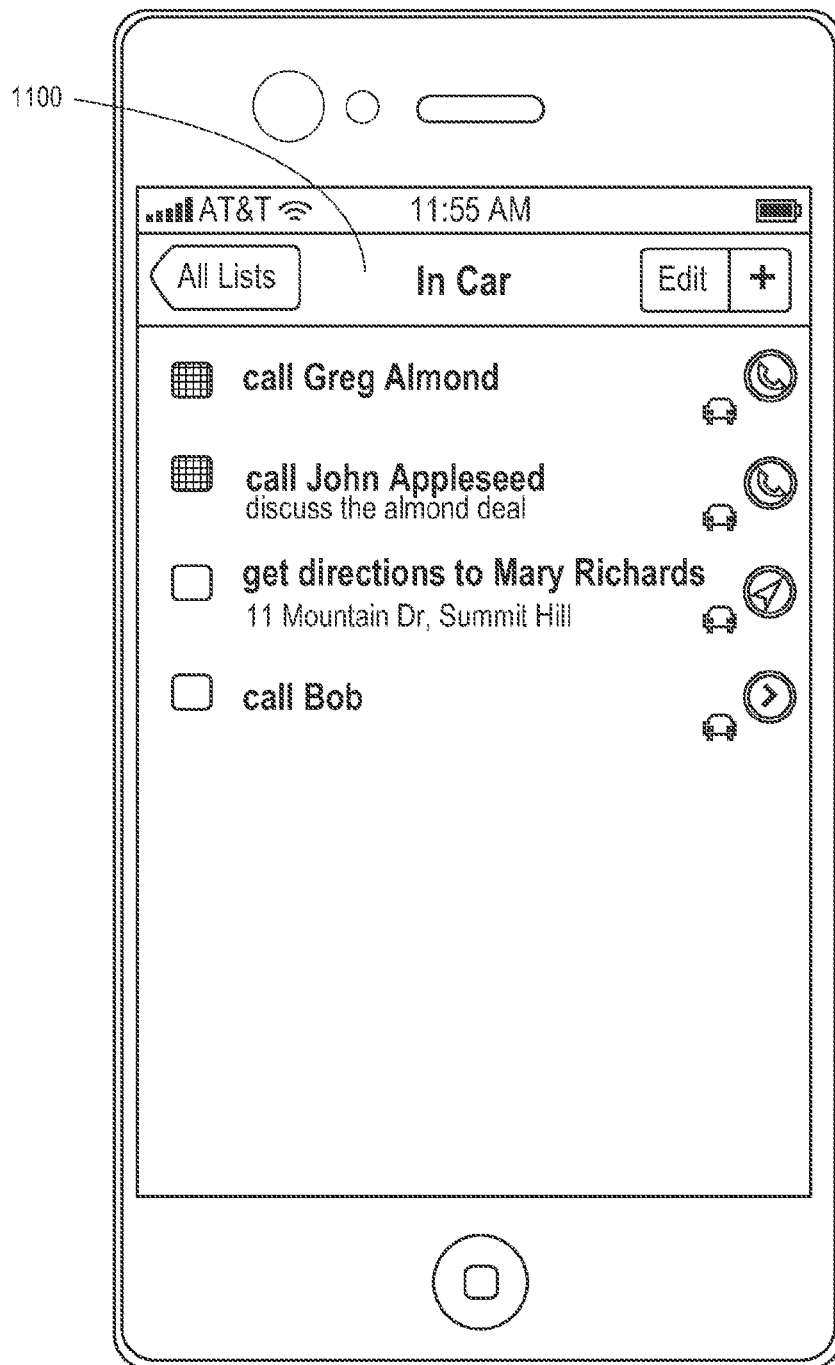 1100
AT&T 11:55 AM
All Lists In Car Edit +
call Greg Almond
call John Appleseed
discuss the almond deal
get directions to Mary Richards
11 Mountain Dr, Summit Hill
call Bob